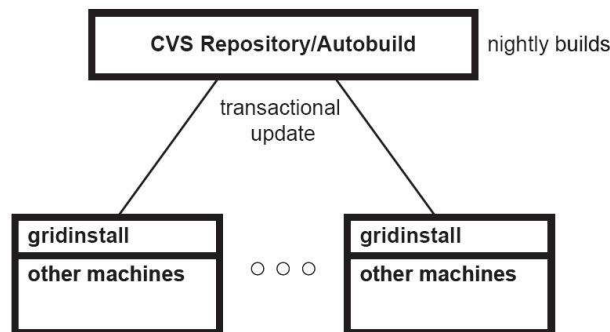 CVS Repository/Autobuild
nightly builds
transactional
update
gridinstall
other machines
gridinstall
other machines